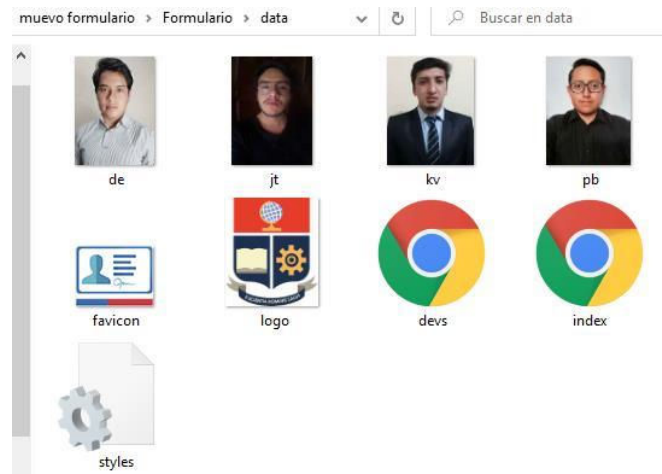 muevo formulario > Formulario > data
Buscar en data
de
jt
kv
pb
favicon
logo
devs
index
styles